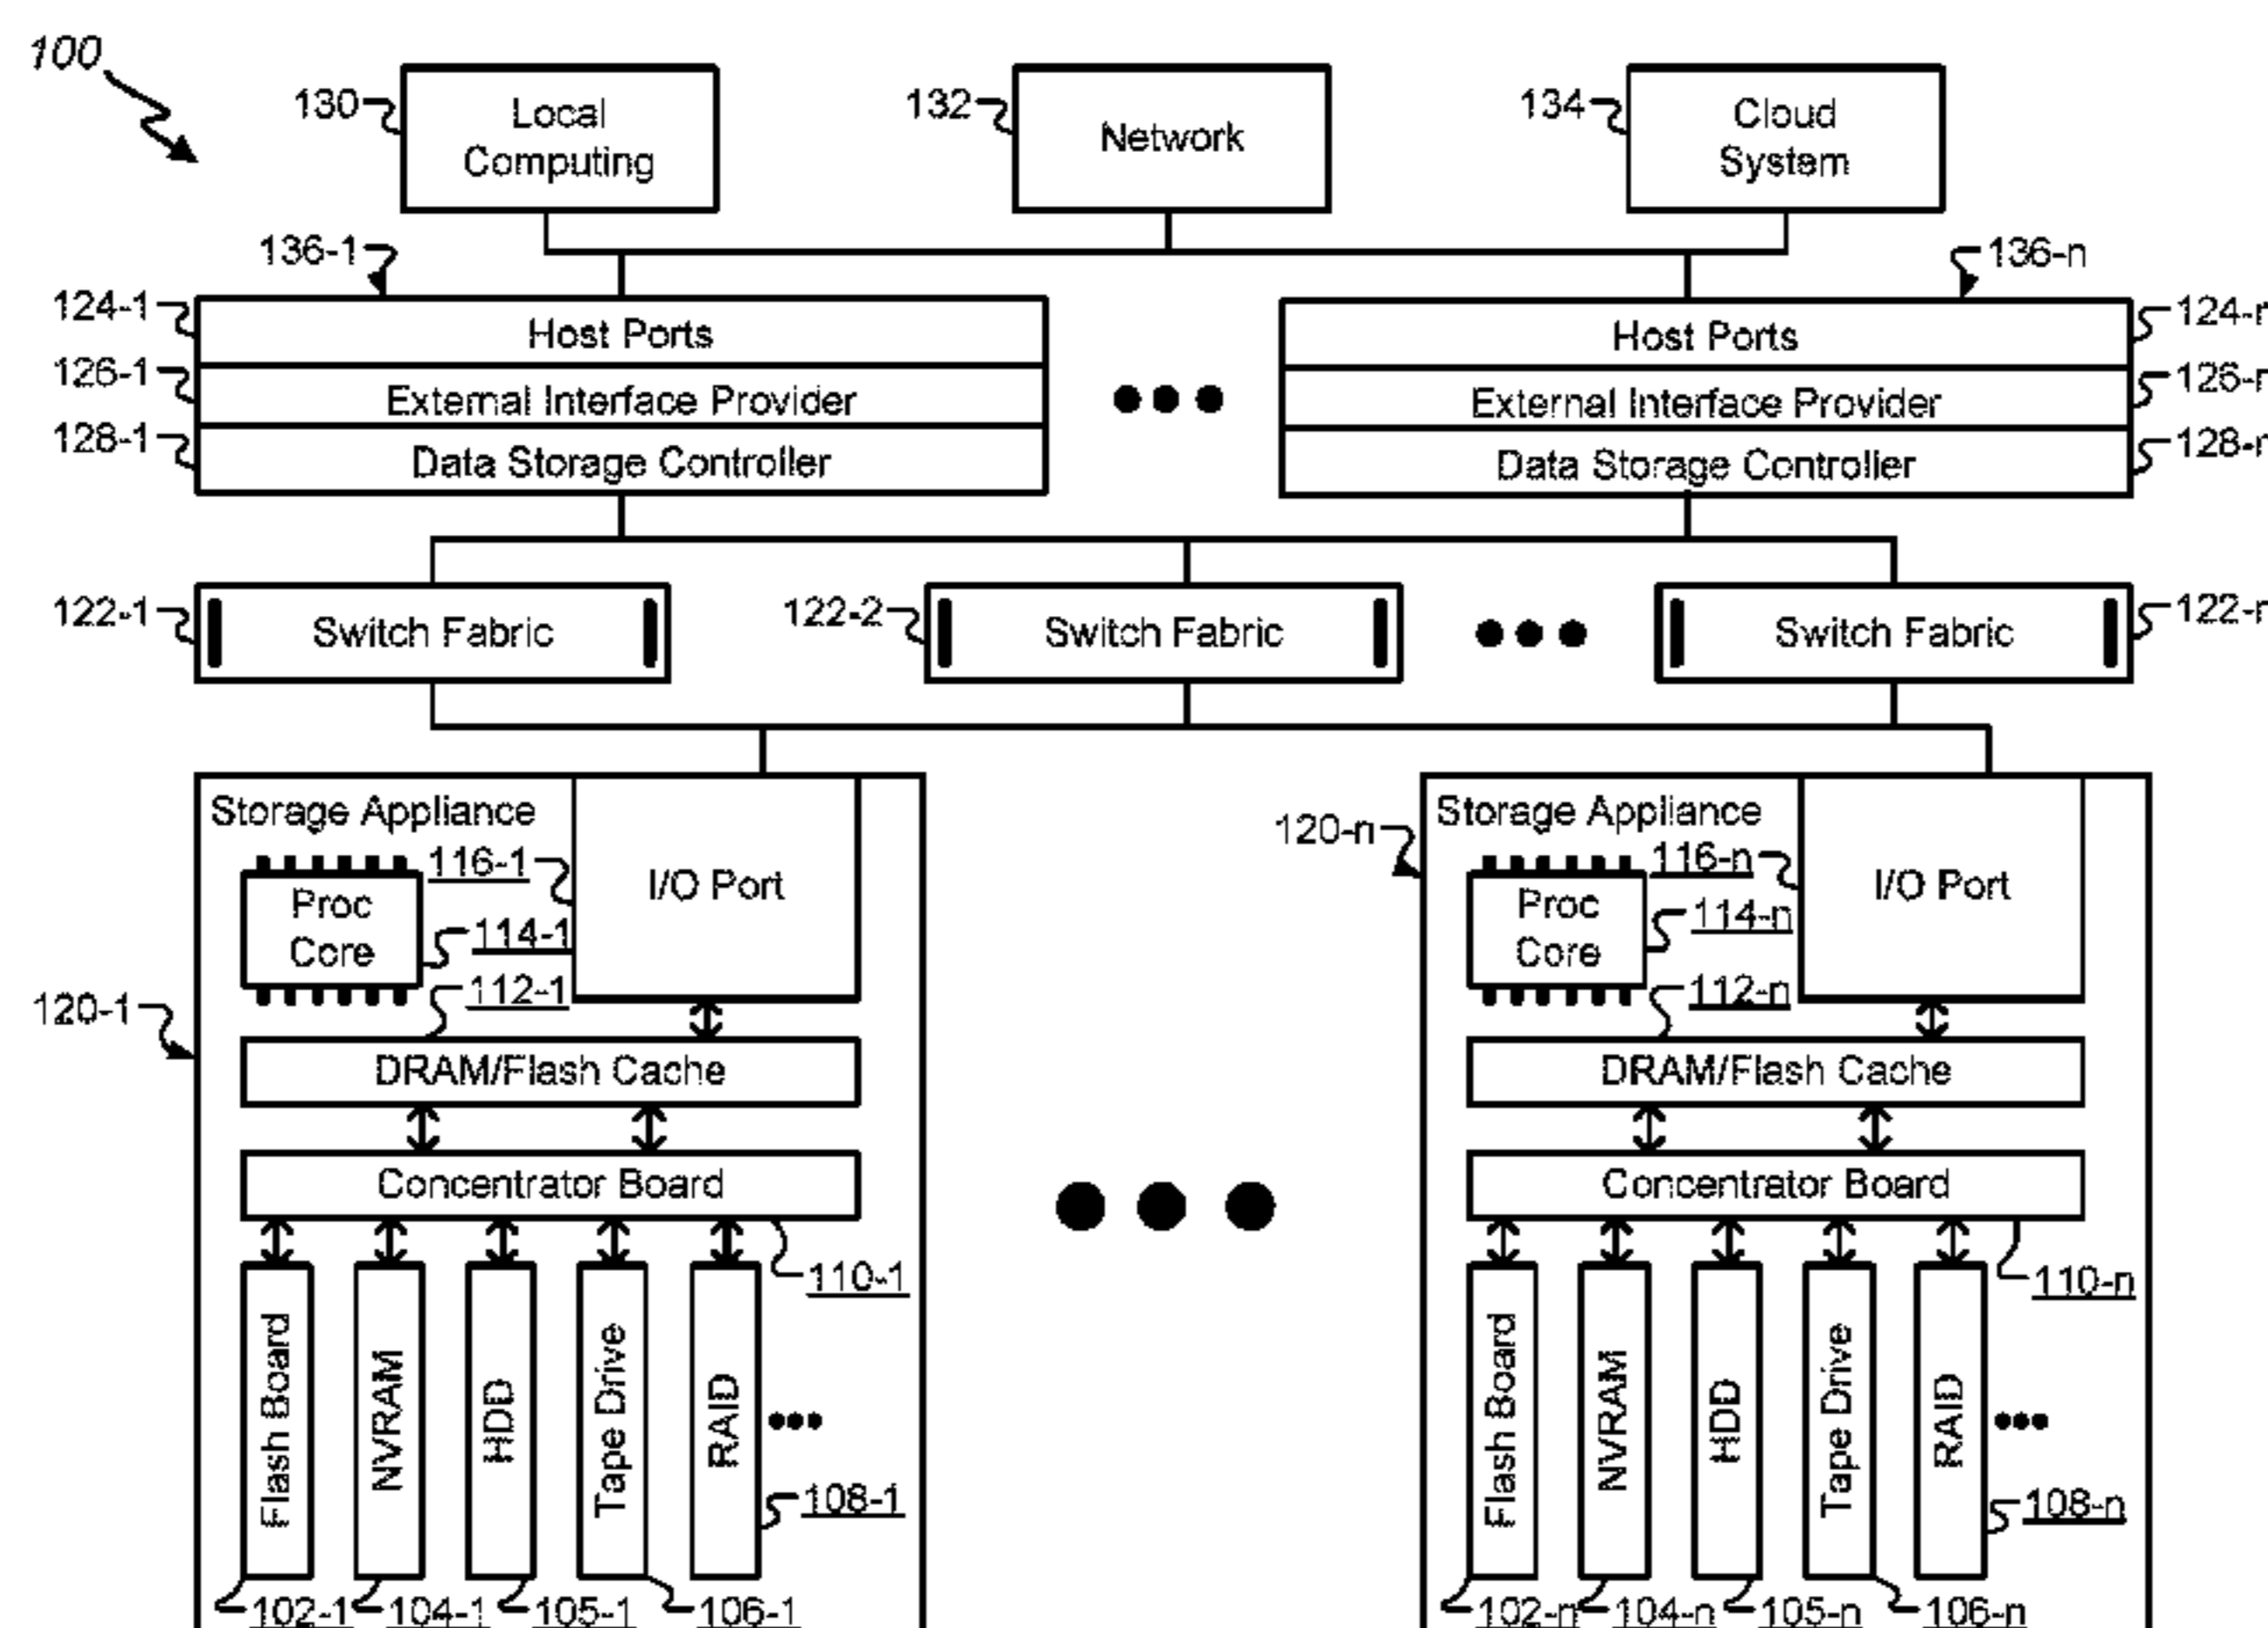 100
130
Local
Computing
132
Network
134
Cloud
System
136-1
136-n
124-1
Host Ports
Host Ports
124-n
126-1
External Interface Provider
External Interface Provider
126-n
128-1
Data Storage Controller
Data Storage Controller
128-n
122-1
Switch Fabric
122-2
Switch Fabric
Switch Fabric
122-n
Storage Appliance
116-1
I/O Port
Proc
Core
114-1
112-1
120-1
DRAM/Flash Cache
Concentrator Board
110-1
Flash Board
NVRAM
HDD
Tape Drive
RAID
108-1
102-1
104-1
105-1
106-1
120-n
Storage Appliance
116-n
I/O Port
Proc
Core
114-n
112-n
DRAM/Flash Cache
Concentrator Board
110-n
Flash Board
NVRAM
HDD
Tape Drive
RAID
108-n
102-n
104-n
105-n
106-n